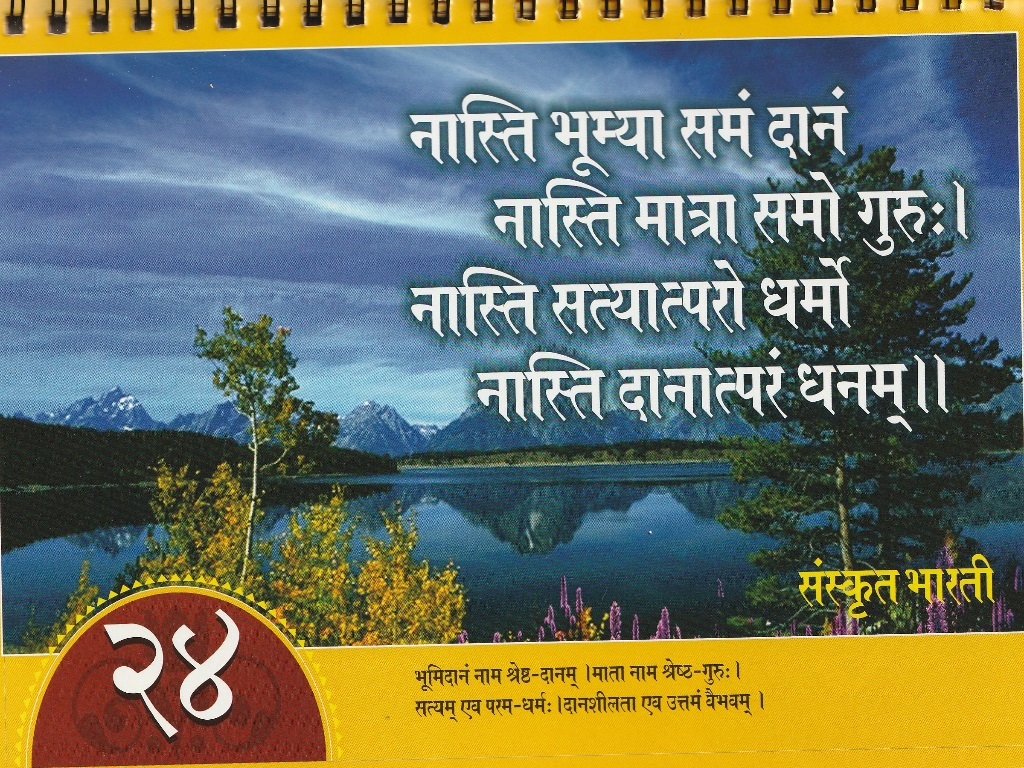 नास्ति भूम्या समं दानं
नास्ति मात्रा समो गुरुः।
नास्ति सत्यात्परो धर्मो
नास्ति दानात्परं धनम्।।
संस्कृत भारती
२४
भूमिदानं नाम श्रेष्ठ-दानम् ।माता नाम श्रेष्ठ-गुरुः।
सत्यम् एव परम-धर्मः।दानशीलता एव उत्तमं वैभवम् ।